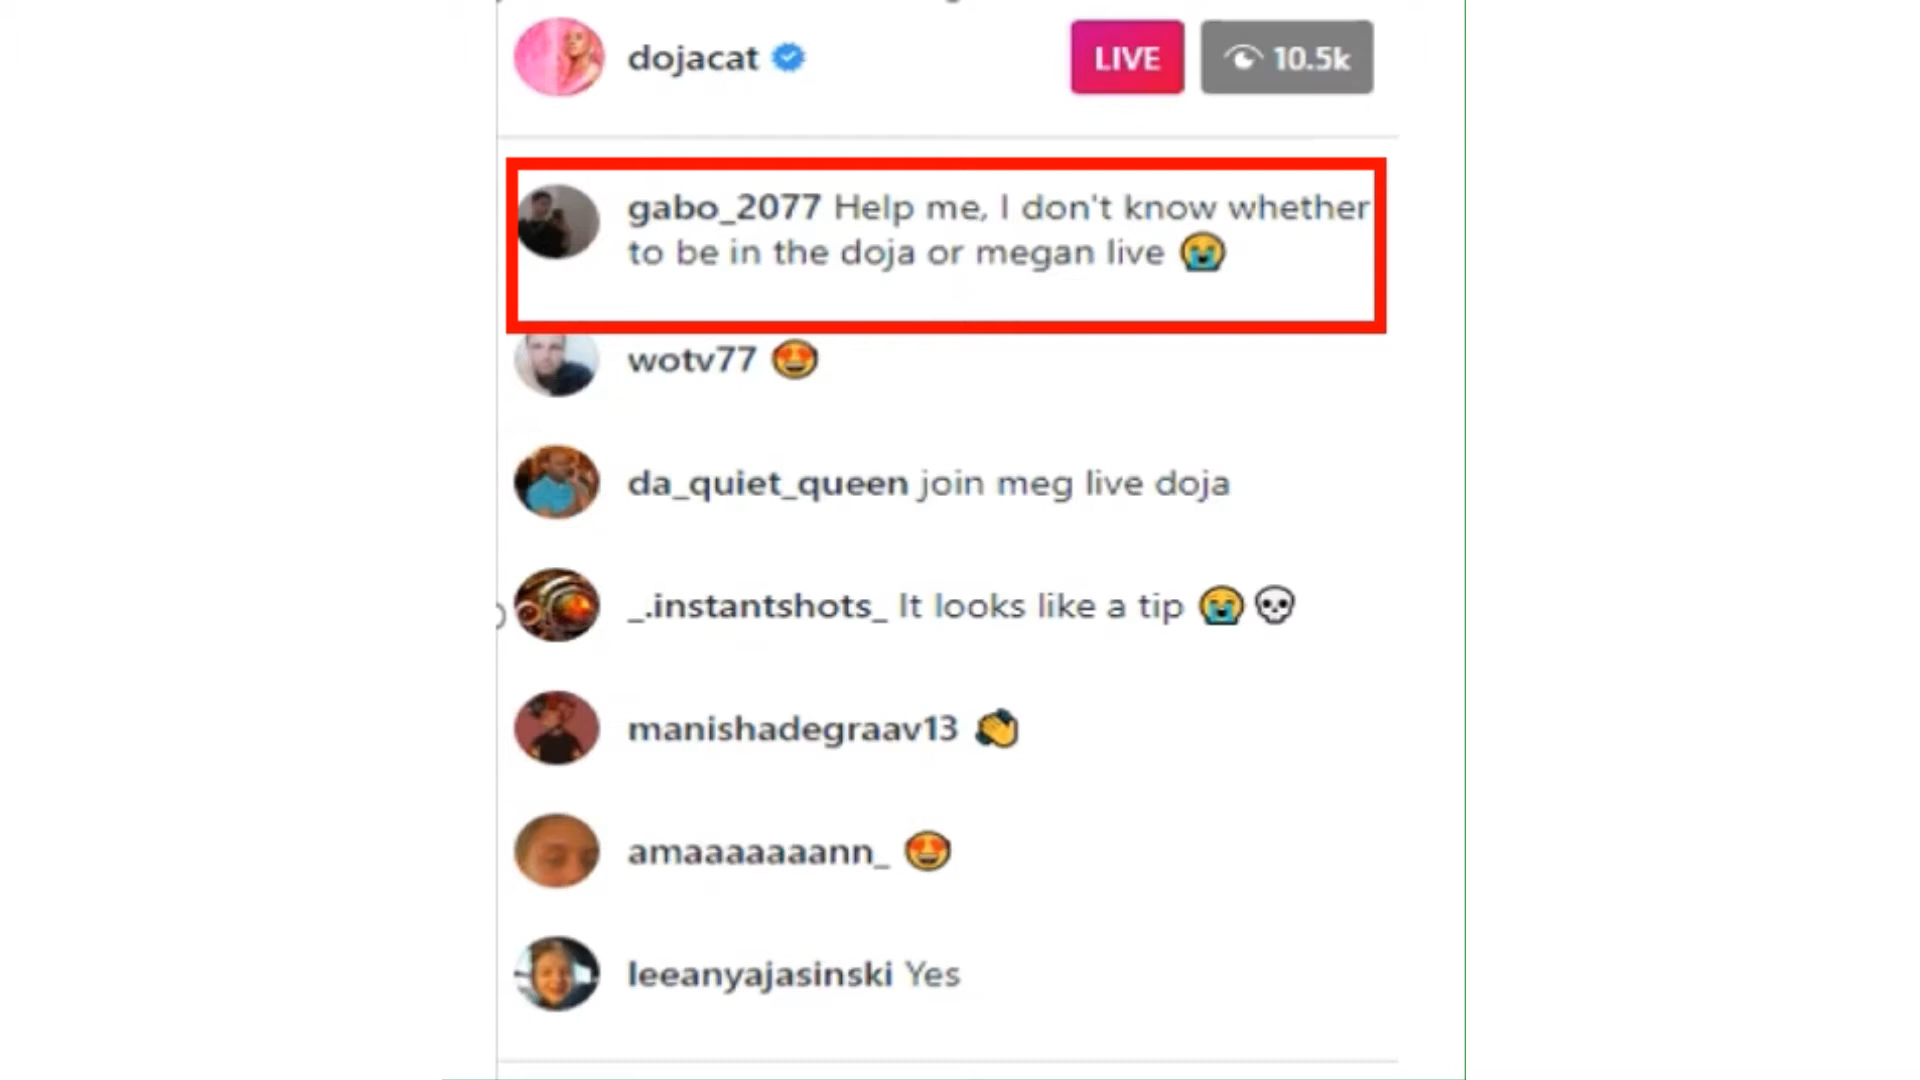 dojacat
LIVE
10.5k
gabo_2077 Help me, I don't know whether
to be in the doja or megan live 😭
wotv77 😍
da_quiet_queen join meg live doja
_.instantshots_ It looks like a tip 😭💀
manishadegraav13 👏
amaaaaaaann_ 😍
leeanyajasinski Yes